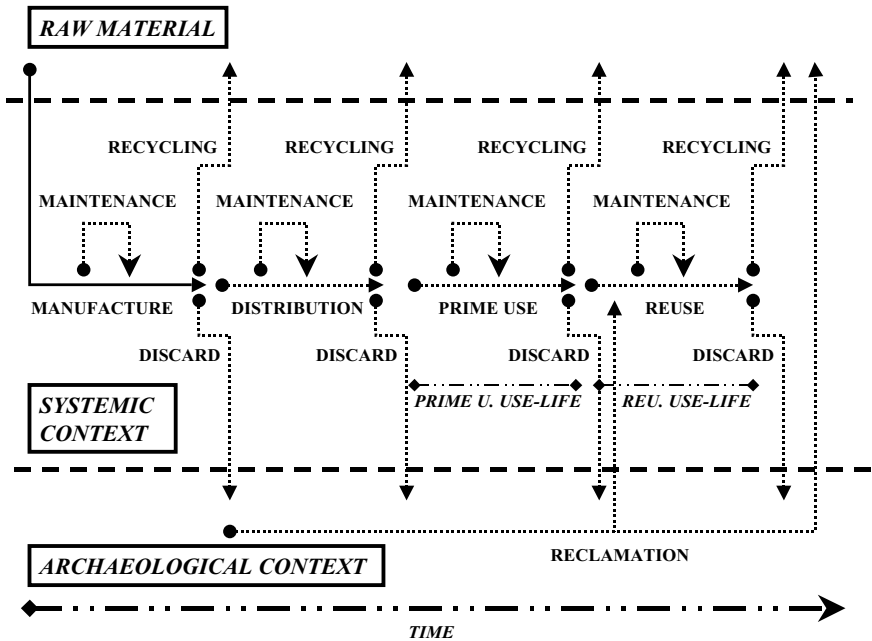 RAW MATERIAL
RECYCLING RECYCLING RECYCLING RECYCLING
MAINTENANCE MAINTENANCE MAINTENANCE MAINTENANCE
MANUFACTURE DISTRIBUTION PRIME USE REUSE
DISCARD DISCARD DISCARD DISCARD
PRIME U. USE-LIFE REU. USE-LIFE
SYSTEMIC
CONTEXT
RECLAMATION
ARCHAEOLOGICAL CONTEXT
TIME